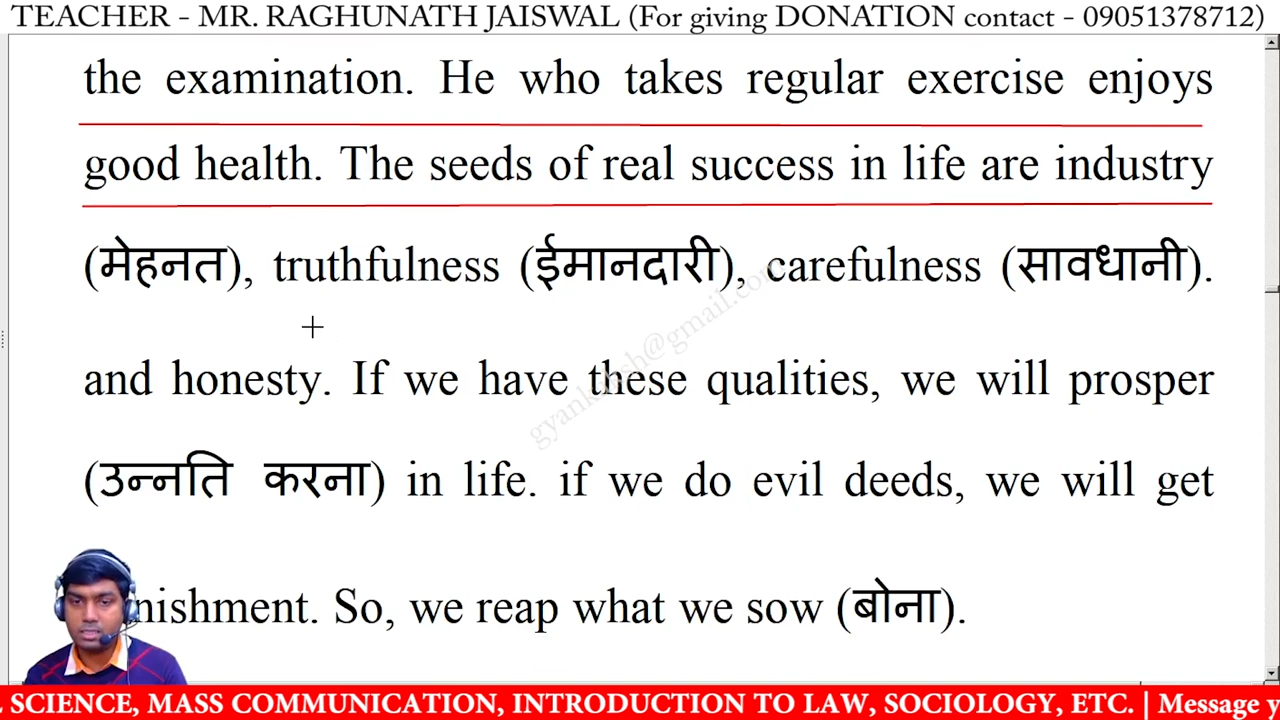 TEACHER - MR. RAGHUNATH JAISWAL (For giving DONATION contact - 09051378712)
the examination. He who takes regular exercise enjoys
good health. The seeds of real success in life are industry
(मेहनत), truthfulness (ईमानदारी), carefulness (सावधानी).
and honesty. If we have these qualities, we will prosper
(उन्नति करना) in life. if we do evil deeds, we will get
nishment. So, we reap what we sow (बोना).
SCIENCE, MASS COMMUNICATION, INTRODUCTION TO LAW, SOCIOLOGY, ETC. | Message